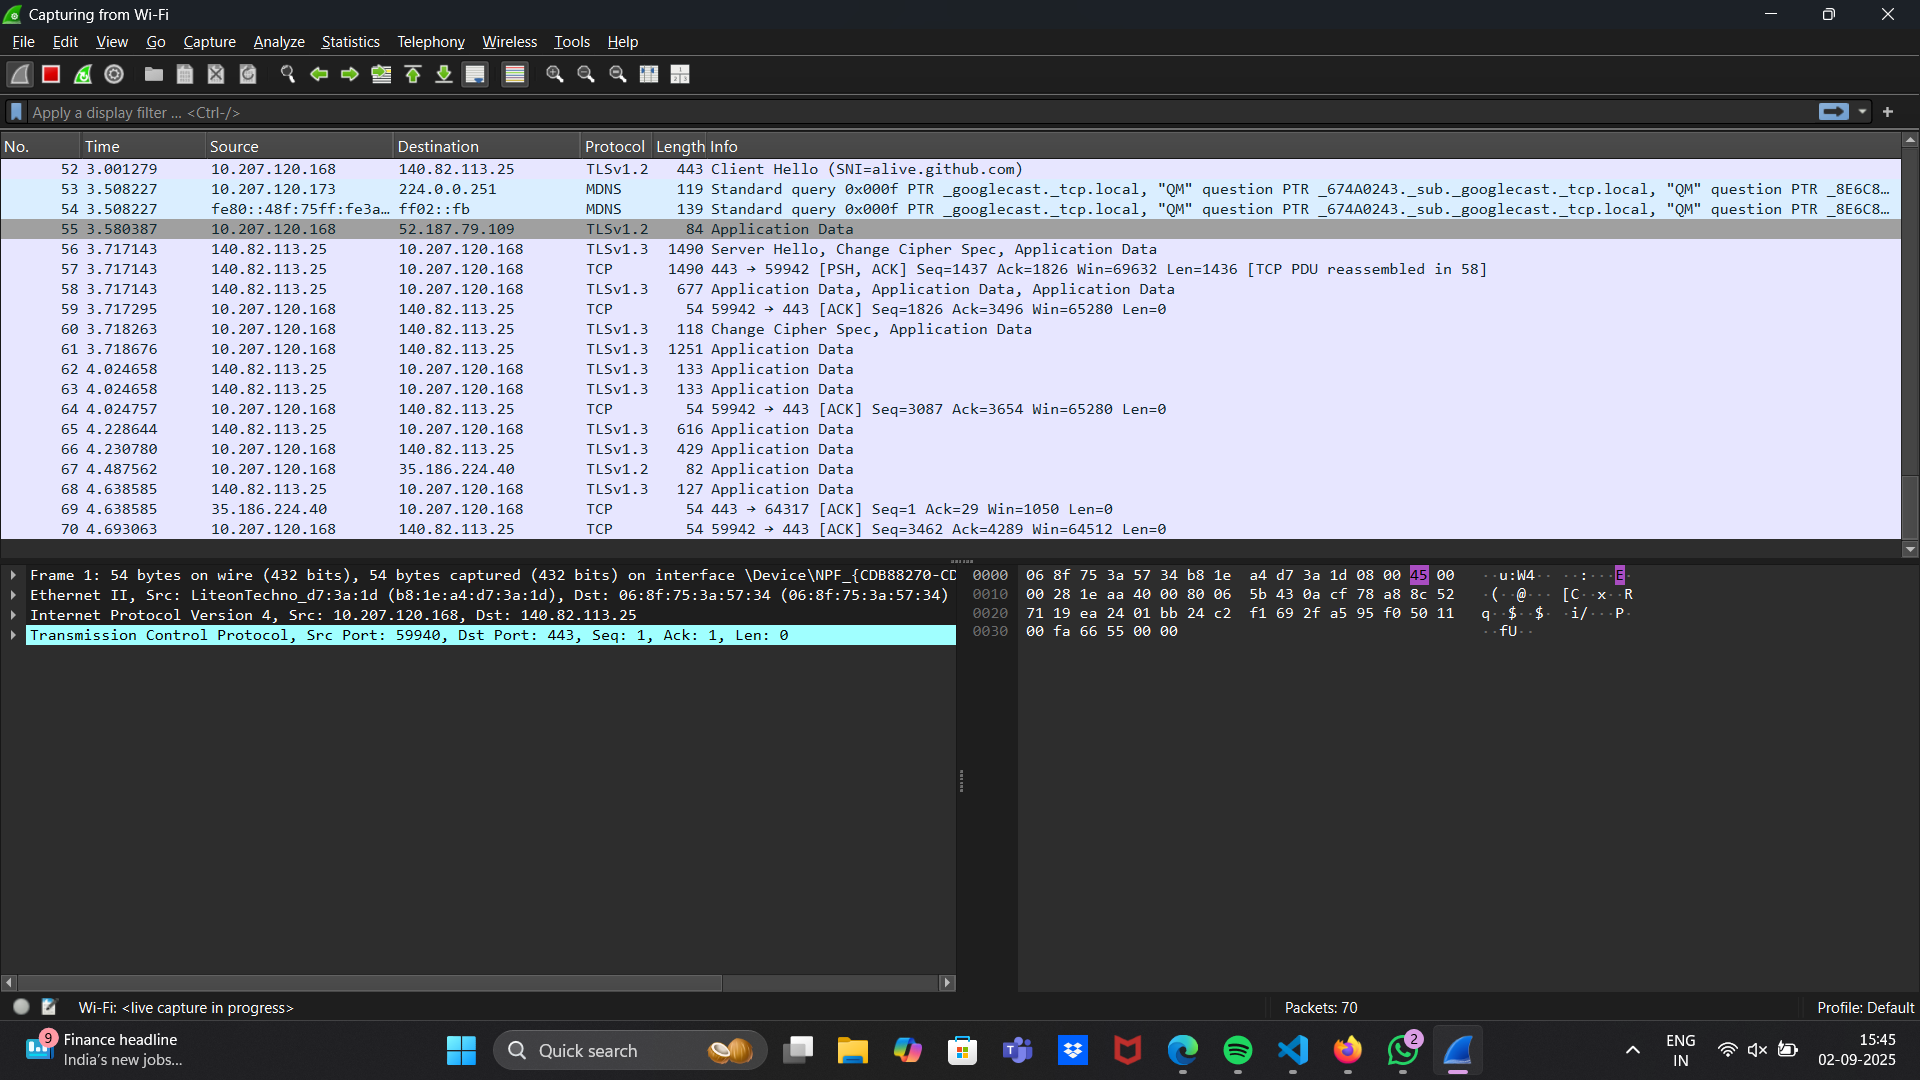 Capturing from Wi-Fi
File Edit View Go Capture Analyze Statistics Telephony Wireless Tools Help
Apply a display filter ... <Ctrl-/>
No. Time Source Destination Protocol Length Info
52 3.001279 10.207.120.168 140.82.113.25 TLSv1.2 443 Client Hello (SNI=alive.github.com)
53 3.508227 10.207.120.173 224.0.0.251 MDNS 119 Standard query 0x000f PTR _googlecast._tcp.local, "QM" question PTR _674A0243._sub._googlecast._tcp.local, "QM" question PTR _8E6C8…
54 3.508227 fe80::48f:75ff:fe3a… ff02::fb MDNS 139 Standard query 0x000f PTR _googlecast._tcp.local, "QM" question PTR _674A0243._sub._googlecast._tcp.local, "QM" question PTR _8E6C8…
55 3.580387 10.207.120.168 52.187.79.109 TLSv1.2 84 Application Data
56 3.717143 140.82.113.25 10.207.120.168 TLSv1.3 1490 Server Hello, Change Cipher Spec, Application Data
57 3.717143 140.82.113.25 10.207.120.168 TCP 1490 443 → 59942 [PSH, ACK] Seq=1437 Ack=1826 Win=69632 Len=1436 [TCP PDU reassembled in 58]
58 3.717143 140.82.113.25 10.207.120.168 TLSv1.3 677 Application Data, Application Data, Application Data
59 3.717295 10.207.120.168 140.82.113.25 TCP 54 59942 → 443 [ACK] Seq=1826 Ack=3496 Win=65280 Len=0
60 3.718263 10.207.120.168 140.82.113.25 TLSv1.3 118 Change Cipher Spec, Application Data
61 3.718676 10.207.120.168 140.82.113.25 TLSv1.3 1251 Application Data
62 4.024658 140.82.113.25 10.207.120.168 TLSv1.3 133 Application Data
63 4.024658 140.82.113.25 10.207.120.168 TLSv1.3 133 Application Data
64 4.024757 10.207.120.168 140.82.113.25 TCP 54 59942 → 443 [ACK] Seq=3087 Ack=3654 Win=65280 Len=0
65 4.228644 140.82.113.25 10.207.120.168 TLSv1.3 616 Application Data
66 4.230780 10.207.120.168 140.82.113.25 TLSv1.3 429 Application Data
67 4.487562 10.207.120.168 35.186.224.40 TLSv1.2 82 Application Data
68 4.638585 140.82.113.25 10.207.120.168 TLSv1.3 127 Application Data
69 4.638585 35.186.224.40 10.207.120.168 TCP 54 443 → 64317 [ACK] Seq=1 Ack=29 Win=1050 Len=0
70 4.693063 10.207.120.168 140.82.113.25 TCP 54 59942 → 443 [ACK] Seq=3462 Ack=4289 Win=64512 Len=0
Frame 1: 54 bytes on wire (432 bits), 54 bytes captured (432 bits) on interface \Device\NPF_{CDB88270-CD
Ethernet II, Src: LiteonTechno_d7:3a:1d (b8:1e:a4:d7:3a:1d), Dst: 06:8f:75:3a:57:34 (06:8f:75:3a:57:34)
Internet Protocol Version 4, Src: 10.207.120.168, Dst: 140.82.113.25
Transmission Control Protocol, Src Port: 59940, Dst Port: 443, Seq: 1, Ack: 1, Len: 0
0000 06 8f 75 3a 57 34 b8 1e a4 d7 3a 1d 08 00 45 00 ··u:W4·· ··:···E·
0010 00 28 1e aa 40 00 80 06 5b 43 0a cf 78 a8 8c 52 ·(··@··· [C··x··R
0020 71 19 ea 24 01 bb 24 c2 f1 69 2f a5 95 f0 50 11 q··$··$· ·i/···P·
0030 00 fa 66 55 00 00 ··fU··
Wi-Fi: <live capture in progress>
Packets: 70
Profile: Default
9
Finance headline
India's new jobs...
Quick search
2
ENG
IN
15:45
02-09-2025